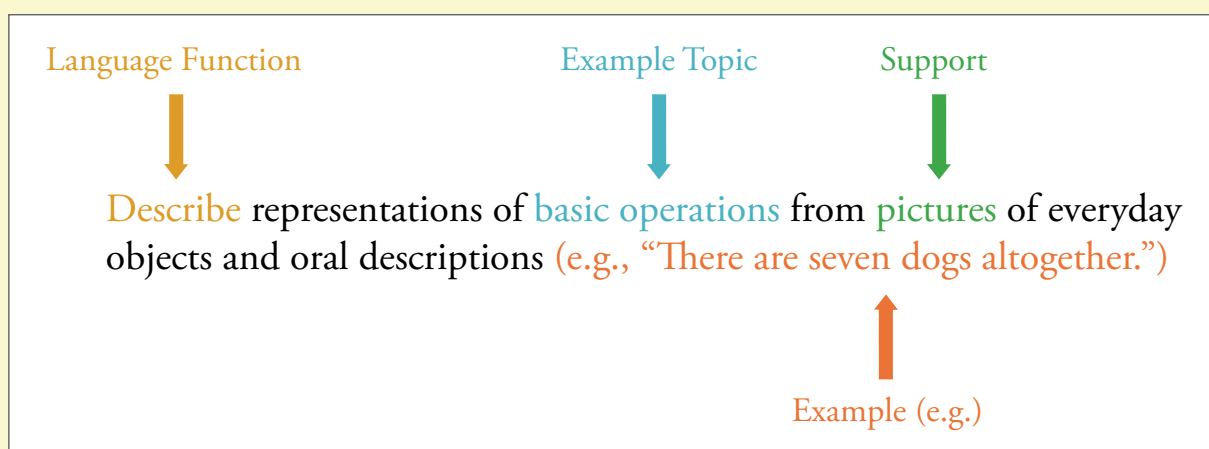 Language Function Example Topic Support
Describe representations of basic operations from pictures of everyday
objects and oral descriptions (e.g., “There are seven dogs altogether.”)
Example (e.g.)